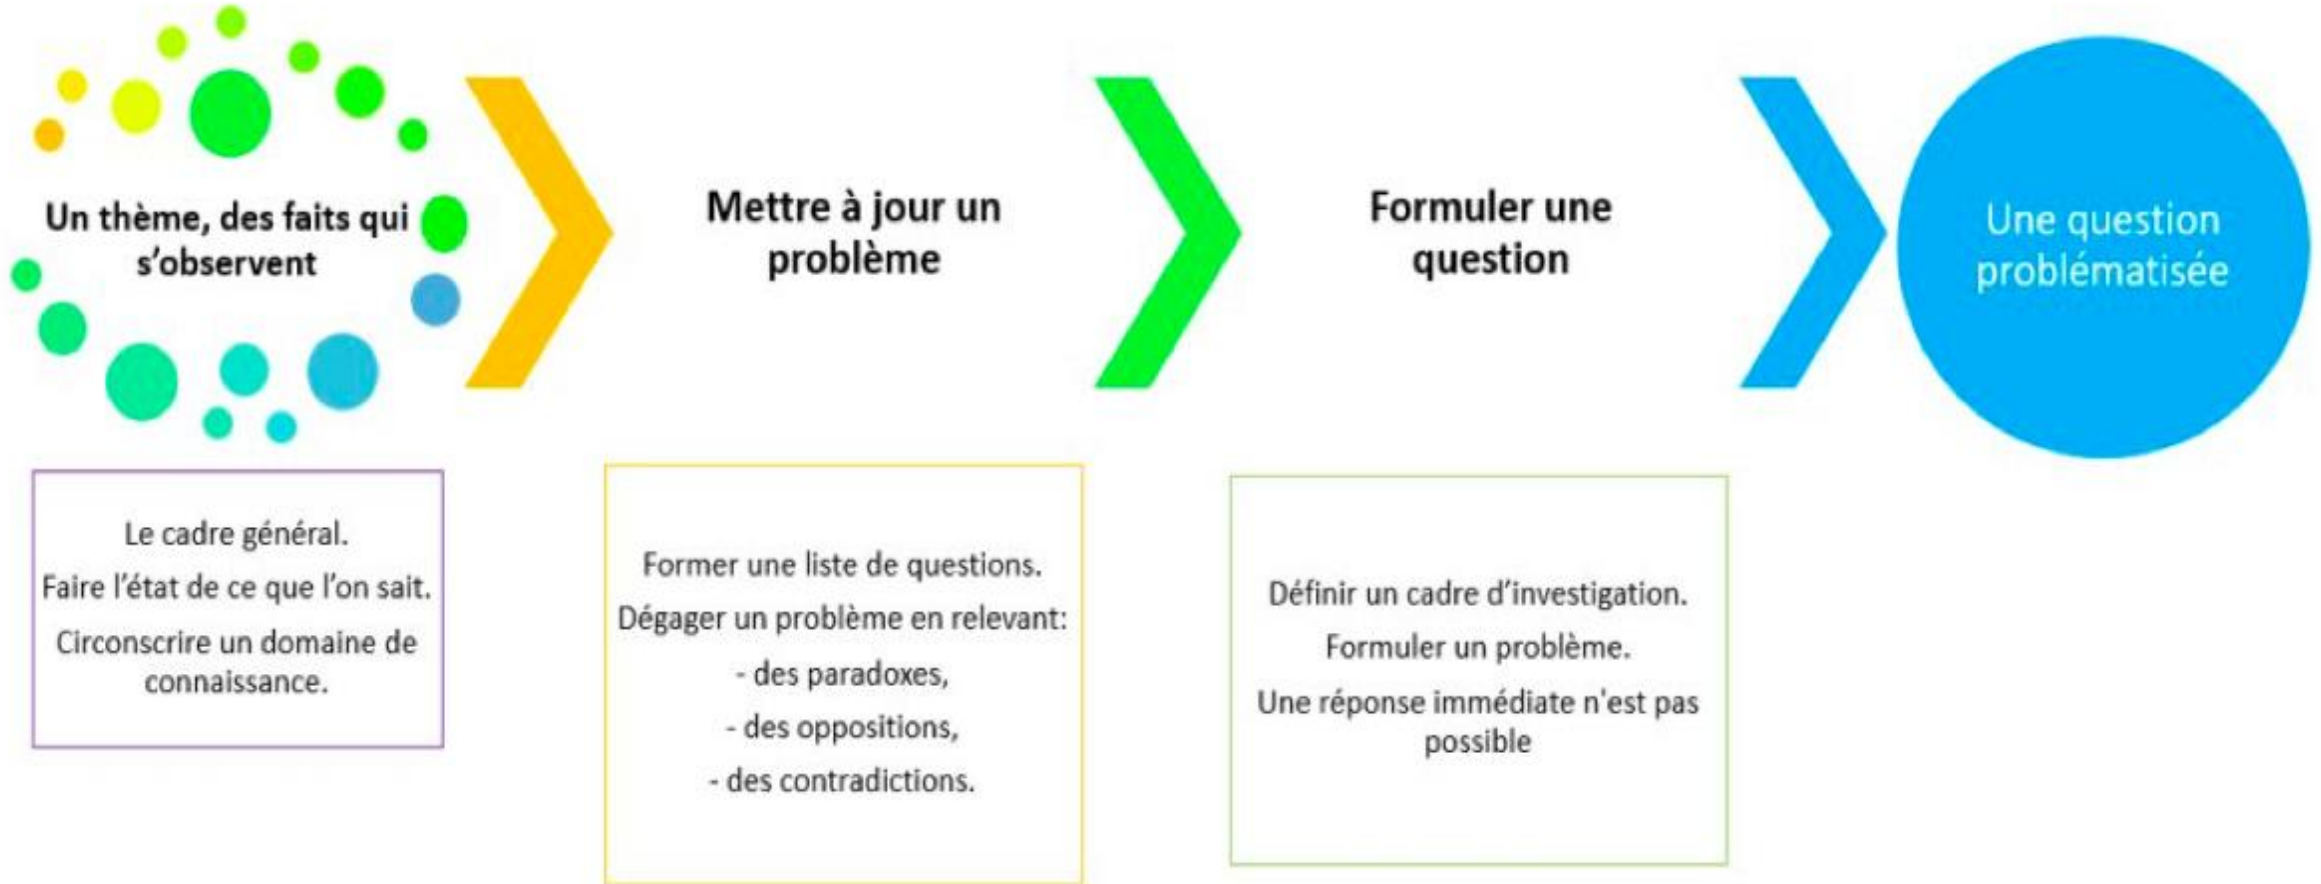 Un thème, des faits qui
s’observent
Mettre à jour un
problème
Formuler une
question
Une question
problématisée
Le cadre général.
Faire l’état de ce que l’on sait.
Circonscrire un domaine de
connaissance.
Former une liste de questions.
Dégager un problème en relevant:
- des paradoxes,
- des oppositions,
- des contradictions.
Définir un cadre d’investigation.
Formuler un problème.
Une réponse immédiate n'est pas
possible